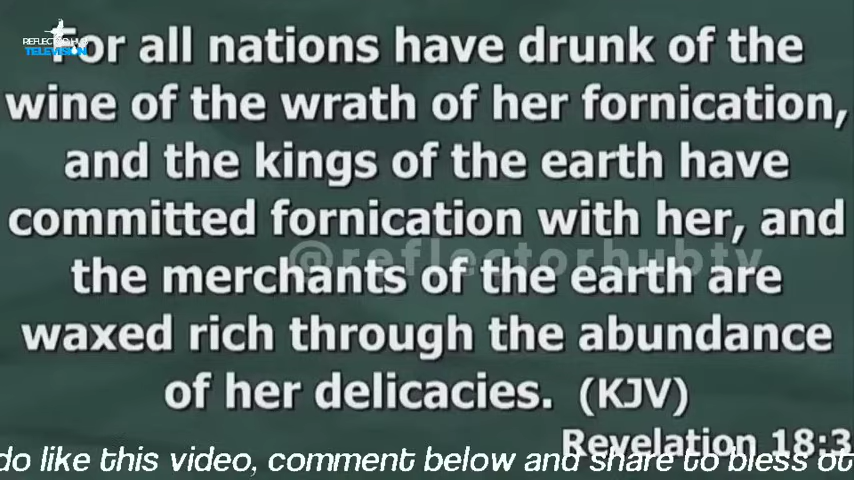 REFLECTOR HUB
TELEVISION
For all nations have drunk of the
wine of the wrath of her fornication,
and the kings of the earth have
committed fornication with her, and
@reflectorhubtv
the merchants of the earth are
waxed rich through the abundance
of her delicacies. (KJV)
Revelation 18:3
do like this video, comment below and share to bless